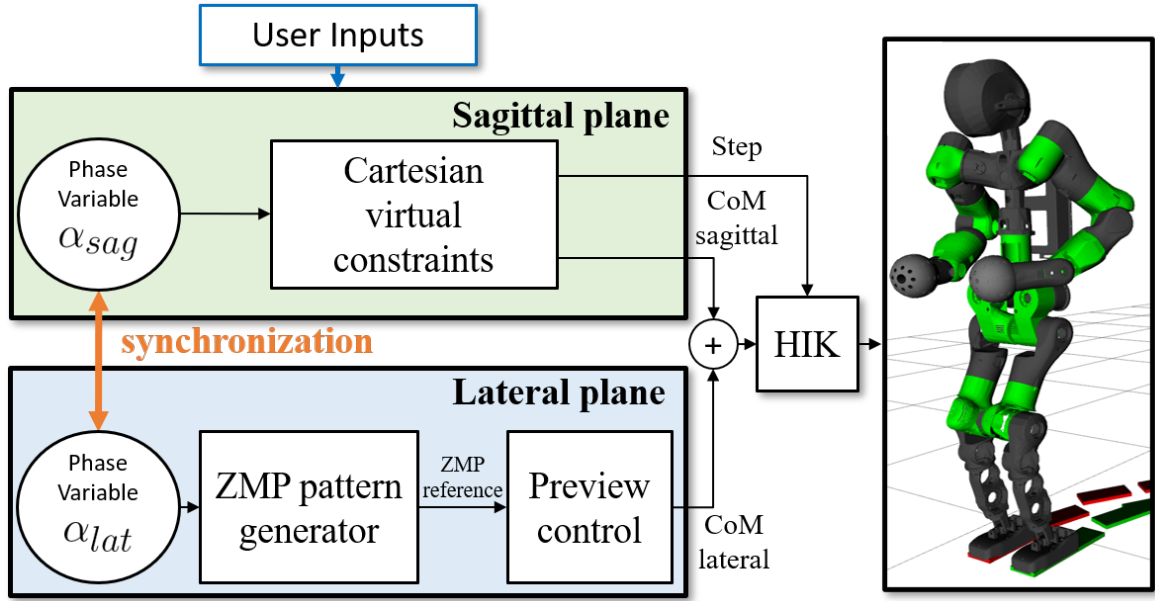 User Inputs
Sagittal plane
Phase
Variable
α_sag
Cartesian
virtual
constraints
Step
CoM
sagittal
synchronization
+
HIK
Lateral plane
Phase
Variable
α_lat
ZMP pattern
generator
ZMP
reference
Preview
control
CoM
lateral